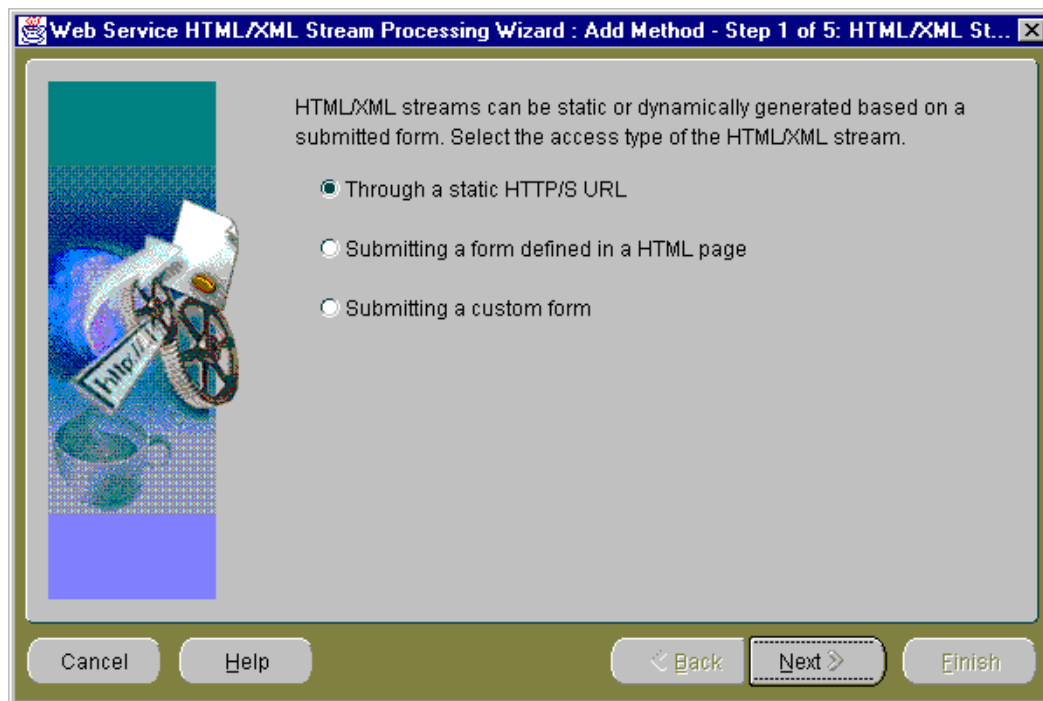 Web Service HTML/XML Stream Processing Wizard : Add Method - Step 1 of 5: HTML/XML St...
HTML/XML streams can be static or dynamically generated based on a
submitted form. Select the access type of the HTML/XML stream.
Through a static HTTP/S URL
Submitting a form defined in a HTML page
Submitting a custom form
http://
Cancel
Help
Back
Next
Finish